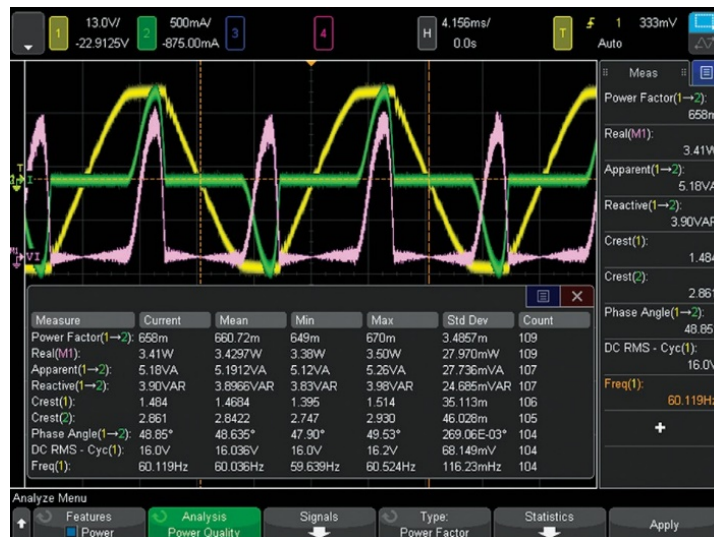 1 13.0V/ 2 500mA/ 3 4 H 4.156ms/ T 1 333mV
-22.9125V -875.00mA 0.0s Auto
Meas
Power Factor(1→2):
658m
Real(M1):
3.41W
Apparent(1→2):
5.18VA
Reactive(1→2):
3.90VAR
Crest(1):
1.484
Crest(2):
2.861
Phase Angle(1→2):
48.85
DC RMS - Cyc(1):
16.0V
Freq(1):
60.119Hz
+
T
I
M1 VI
Measure Current Mean Min Max Std Dev Count
Power Factor(1→2): 658m 660.72m 649m 670m 3.4857m 109
Real(M1): 3.41W 3.4297W 3.38W 3.50W 27.970mW 109
Apparent(1→2): 5.18VA 5.1912VA 5.12VA 5.26VA 27.736mVA 107
Reactive(1→2): 3.90VAR 3.8966VAR 3.83VAR 3.98VAR 24.685mVAR 107
Crest(1): 1.484 1.4684 1.395 1.514 35.113m 106
Crest(2): 2.861 2.8422 2.747 2.930 46.028m 105
Phase Angle(1→2): 48.85° 48.635° 47.90° 49.53° 269.06E-03° 104
DC RMS - Cyc(1): 16.0V 16.036V 16.0V 16.2V 68.149mV 104
Freq(1): 60.119Hz 60.036Hz 59.639Hz 60.524Hz 116.23mHz 104
Analyze Menu
Features Analysis Signals Type: Statistics Apply
Power Power Quality Power Factor